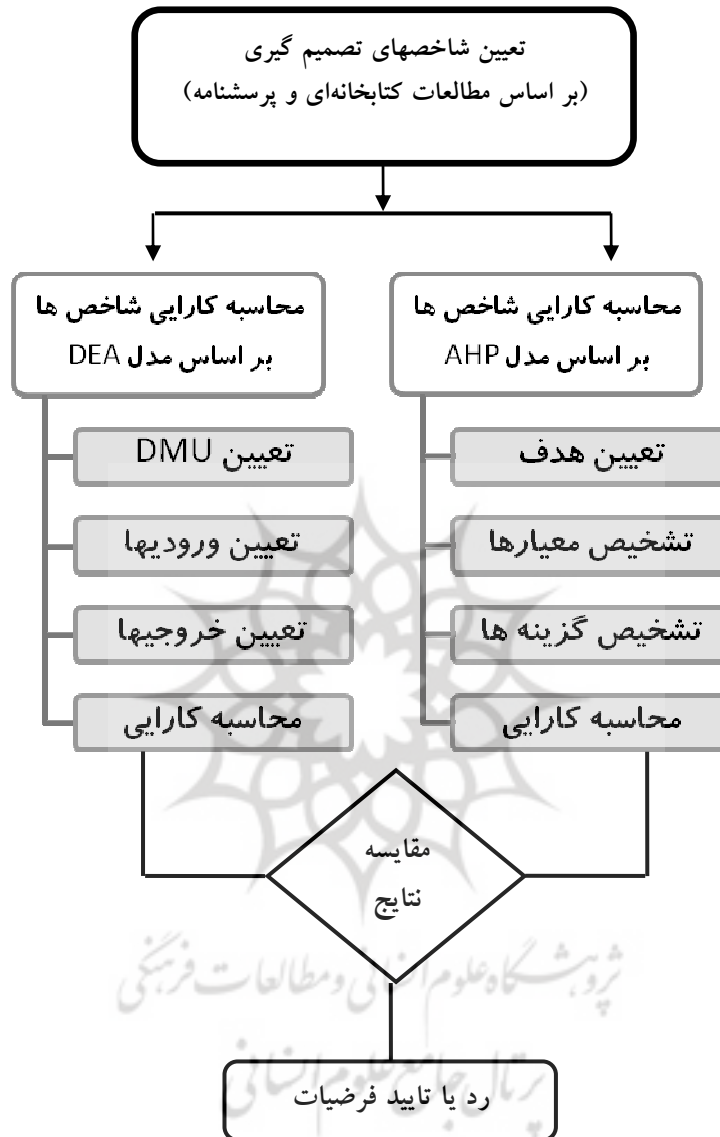 تعیین شاخصهای تصمیم گیری
(بر اساس مطالعات کتابخانه‌ای و پرسشنامه)
محاسبه کارایی شاخص ها
بر اساس مدل AHP
تعیین هدف
تشخیص معیارها
تشخیص گزینه ها
محاسبه کارایی
محاسبه کارایی شاخص ها
بر اساس مدل DEA
تعیین DMU
تعیین ورودیها
تعیین خروجیها
محاسبه کارایی
مقایسه
نتایج
پژوهشگاه علوم انسانی و مطالعات فرهنگی
پرتال جامع علوم انسانی
رد یا تایید فرضیات